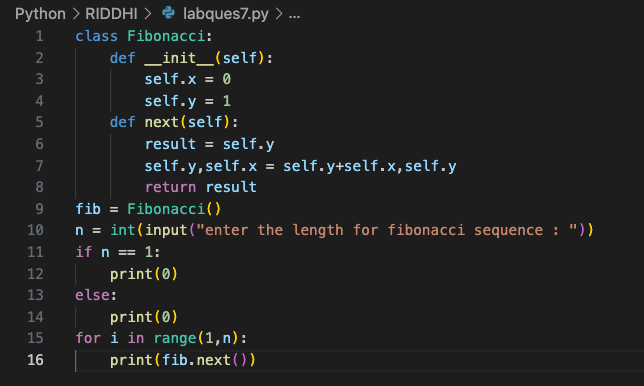 Python > RIDDHI > labques7.py > ...
1 class Fibonacci:
2     def __init__(self):
3         self.x = 0
4         self.y = 1
5     def next(self):
6         result = self.y
7         self.y,self.x = self.y+self.x,self.y
8         return result
9 fib = Fibonacci()
10 n = int(input("enter the length for fibonacci sequence : "))
11 if n == 1:
12     print(0)
13 else:
14     print(0)
15 for i in range(1,n):
16     print(fib.next())